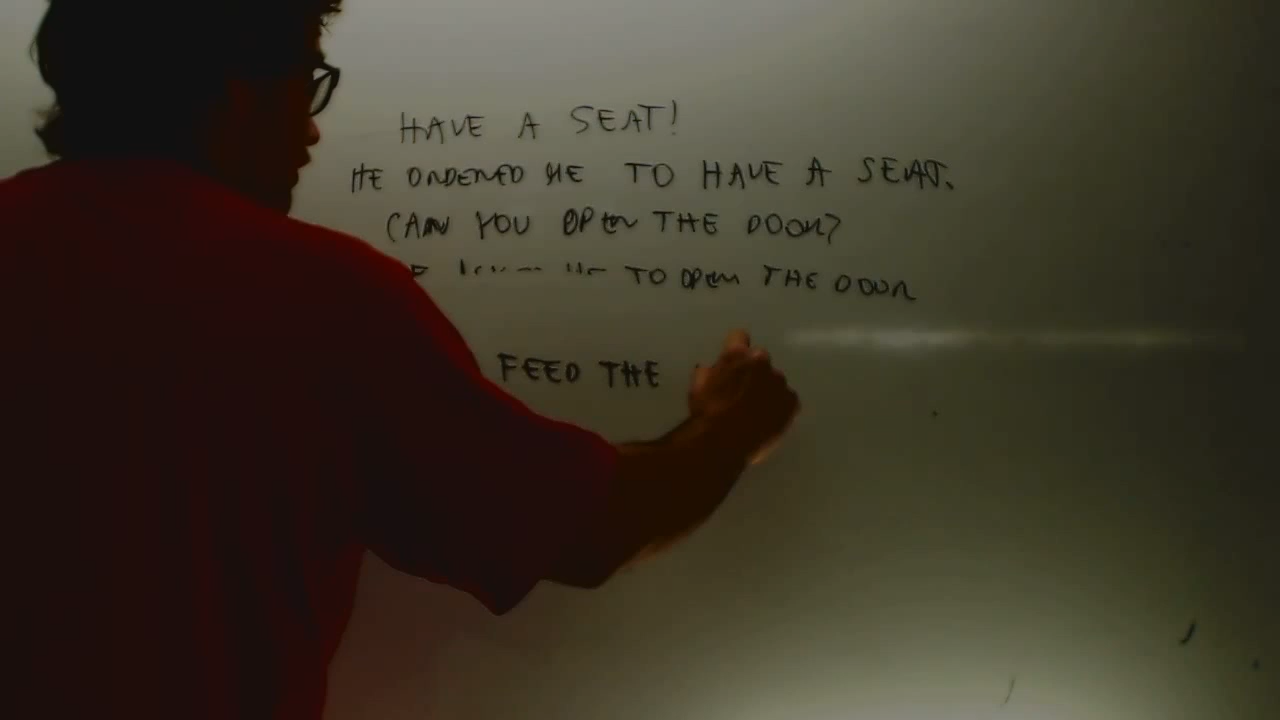 HAVE A SEAT!
HE ORDERED ME TO HAVE A SEAT.
CAN YOU OPEN THE DOOR?
TO OPEN THE DOOR
FEED THE